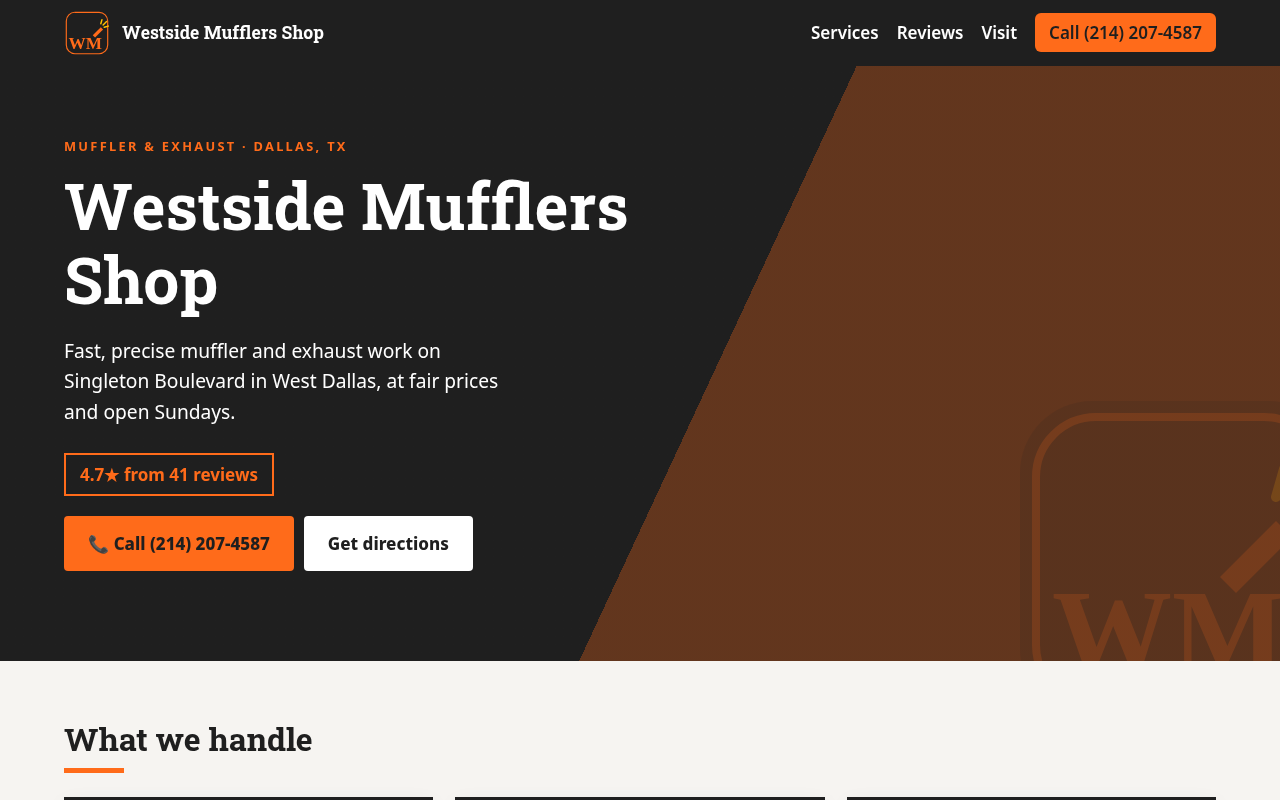 WM
Westside Mufflers Shop
Services
Reviews
Visit
Call (214) 207-4587
MUFFLER & EXHAUST · DALLAS, TX
Westside Mufflers
Shop
Fast, precise muffler and exhaust work on
Singleton Boulevard in West Dallas, at fair prices
and open Sundays.
4.7★ from 41 reviews
📞 Call (214) 207-4587
Get directions
WM
What we handle